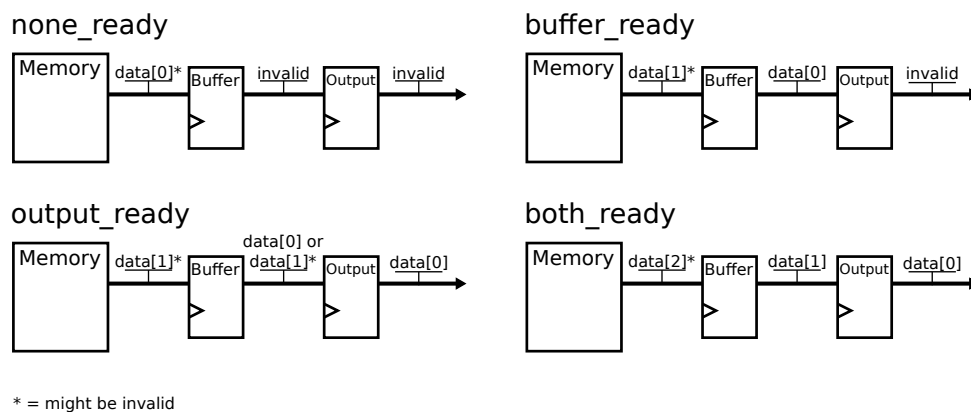 none_ready
Memory
data[0]*
Buffer
invalid
Output
invalid
buffer_ready
Memory
data[1]*
Buffer
data[0]
Output
invalid
output_ready
Memory
data[1]*
Buffer
data[0] or
data[1]*
Output
data[0]
both_ready
Memory
data[2]*
Buffer
data[1]
Output
data[0]
* = might be invalid